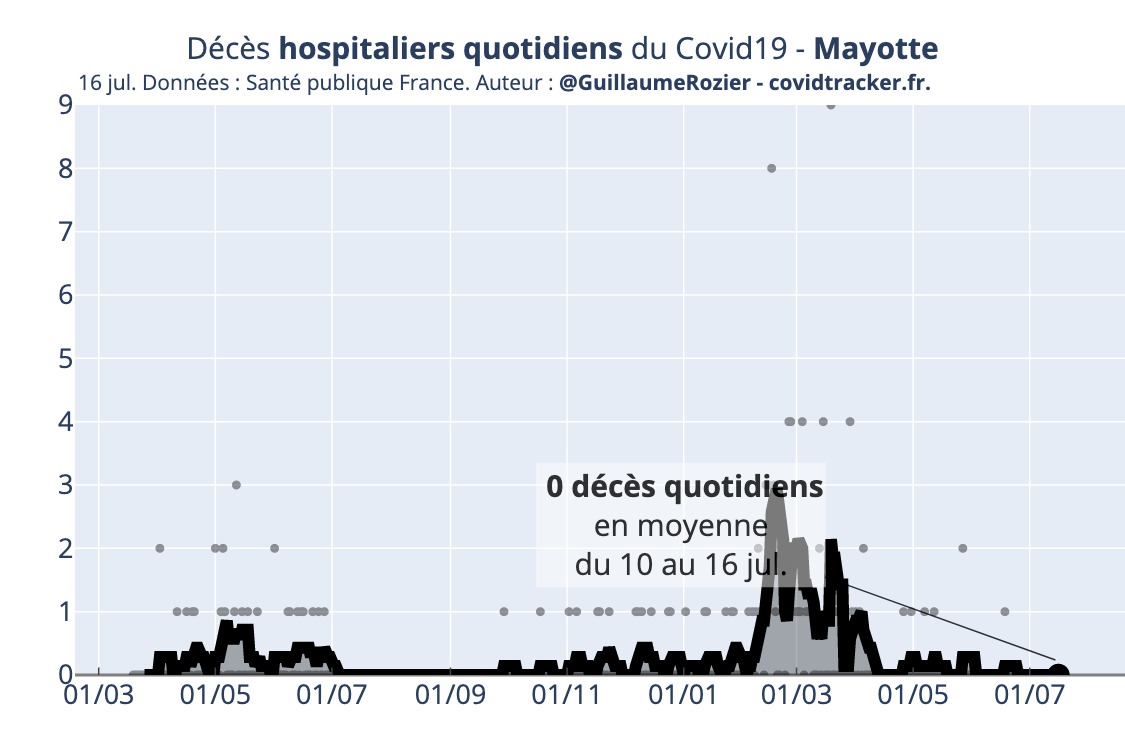 Décès hospitaliers quotidiens du Covid19 - Mayotte
16 jul. Données : Santé publique France. Auteur : @GuillaumeRozier - covidtracker.fr.
9
8
7
6
5
4
3
2
1
0
0 décès quotidiens
en moyenne
du 10 au 16 jul.
01/03 01/05 01/07 01/09 01/11 01/01 01/03 01/05 01/07